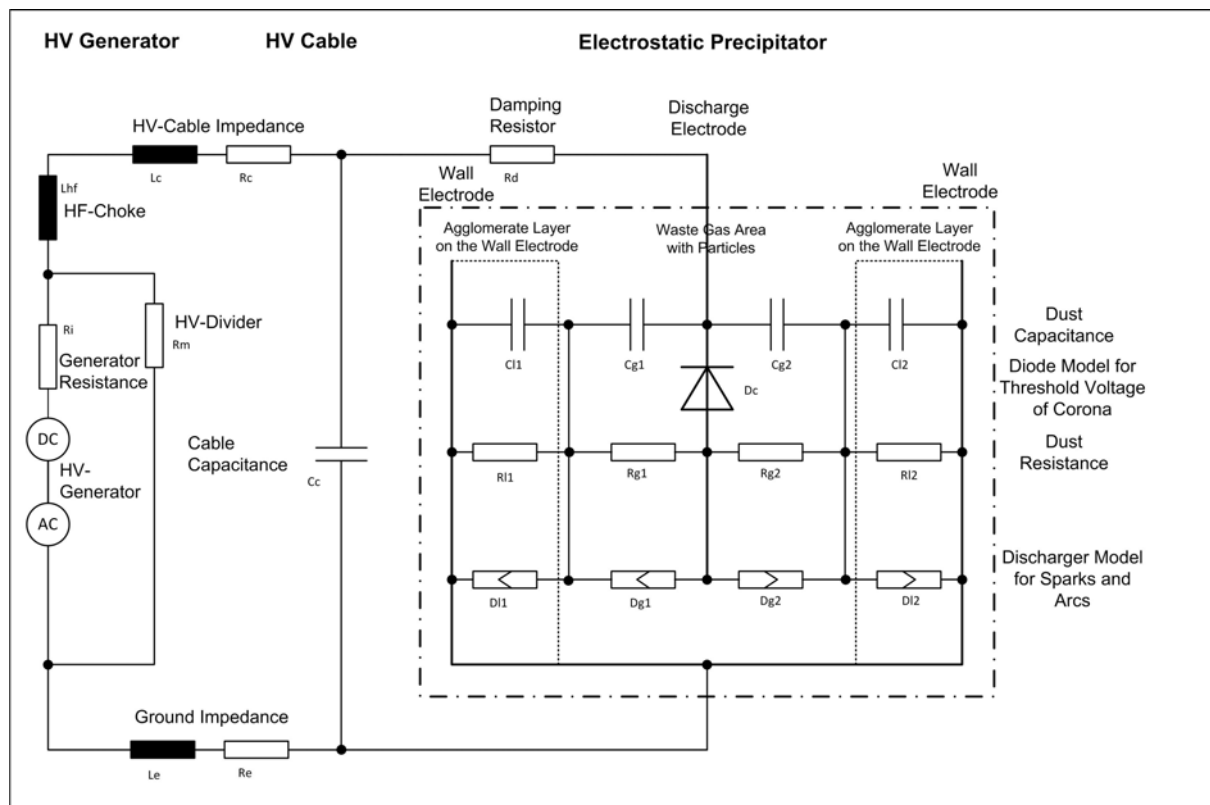 HV Generator
HV Cable
Electrostatic Precipitator
HV-Cable Impedance
Damping
Resistor
Discharge
Electrode
Lc
Rc
Rd
Wall
Electrode
Wall
Electrode
Lhf
HF-Choke
Agglomerate Layer
on the Wall Electrode
Waste Gas Area
with Particles
Agglomerate Layer
on the Wall Electrode
HV-Divider
Rm
Ri
Generator
Resistance
Cl1
Cg1
Cg2
Cl2
Dust
Capacitance
Dc
Diode Model for
Threshold Voltage
of Corona
DC
HV-
Generator
AC
Cable
Capacitance
Cc
Rl1
Rg1
Rg2
Rl2
Dust
Resistance
Dl1
Dg1
Dg2
Dl2
Discharger Model
for Sparks and
Arcs
Ground Impedance
Le
Re